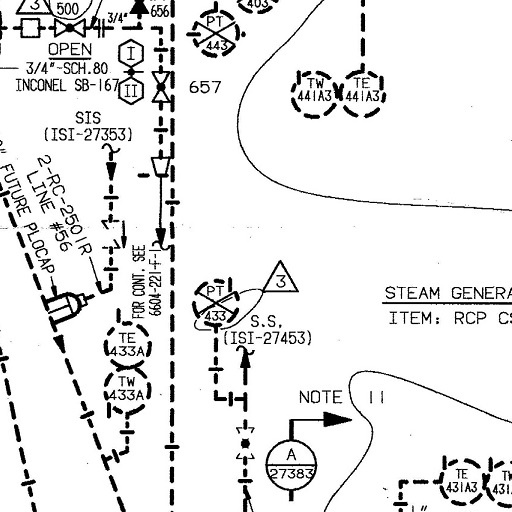 3
500
3/4"
656
403
PT
443
OPEN
3/4"-SCH.80
INCONEL SB-167
I
II
657
TW
441A3
TE
441A3
SIS
(ISI-27353)
2-RC-2501R
LINE #56
FUTURE PLOCAP
FOR CONT. SEE
6604-221-F-1
PT
433
3
S.S.
(ISI-27453)
STEAM GENERA
ITEM: RCP CS
TE
433A
TW
433A
NOTE 11
A
27383
TE
431A3
TW
431
1"